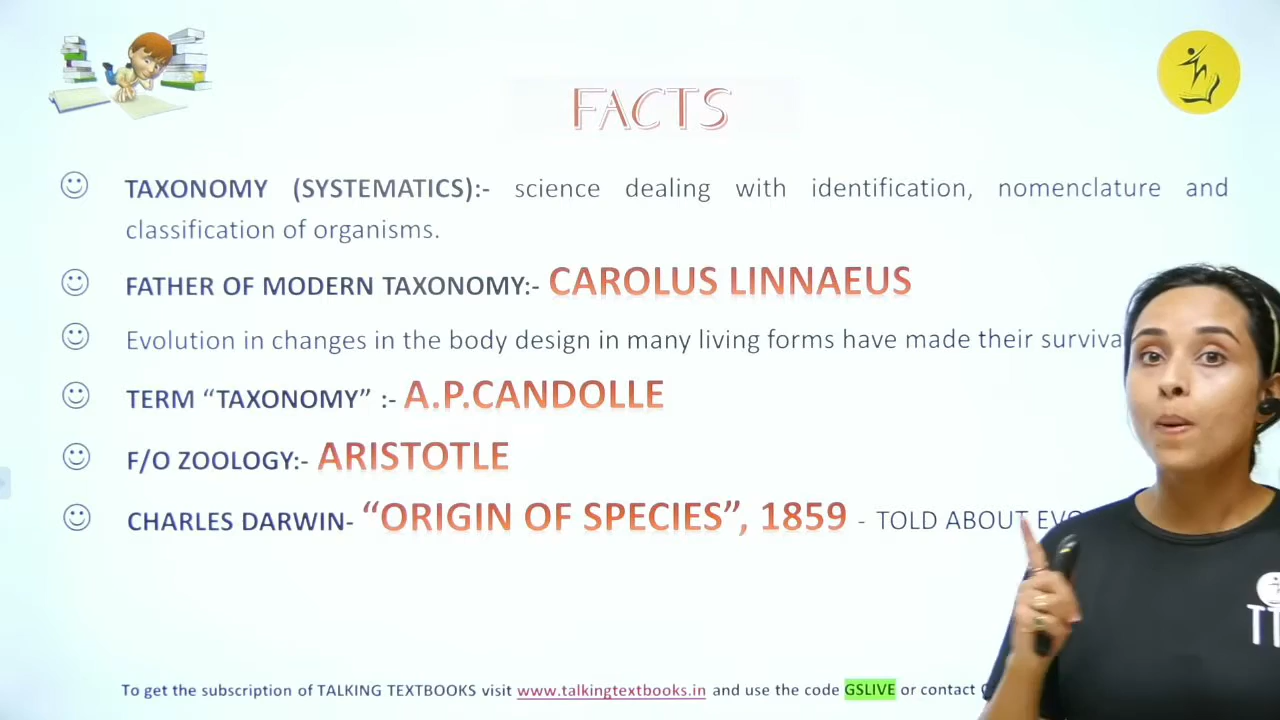 FACTS
TAXONOMY (SYSTEMATICS):- science dealing with identification, nomenclature and
classification of organisms.
FATHER OF MODERN TAXONOMY:- CAROLUS LINNAEUS
Evolution in changes in the body design in many living forms have made their
TERM “TAXONOMY” :- A.P.CANDOLLE
F/O ZOOLOGY:- ARISTOTLE
CHARLES DARWIN- “ORIGIN OF SPECIES”, 1859 - TOLD ABOUT
To get the subscription of TALKING TEXTBOOKS visit www.talkingtextbooks.in and use the code GSLIVE or contact